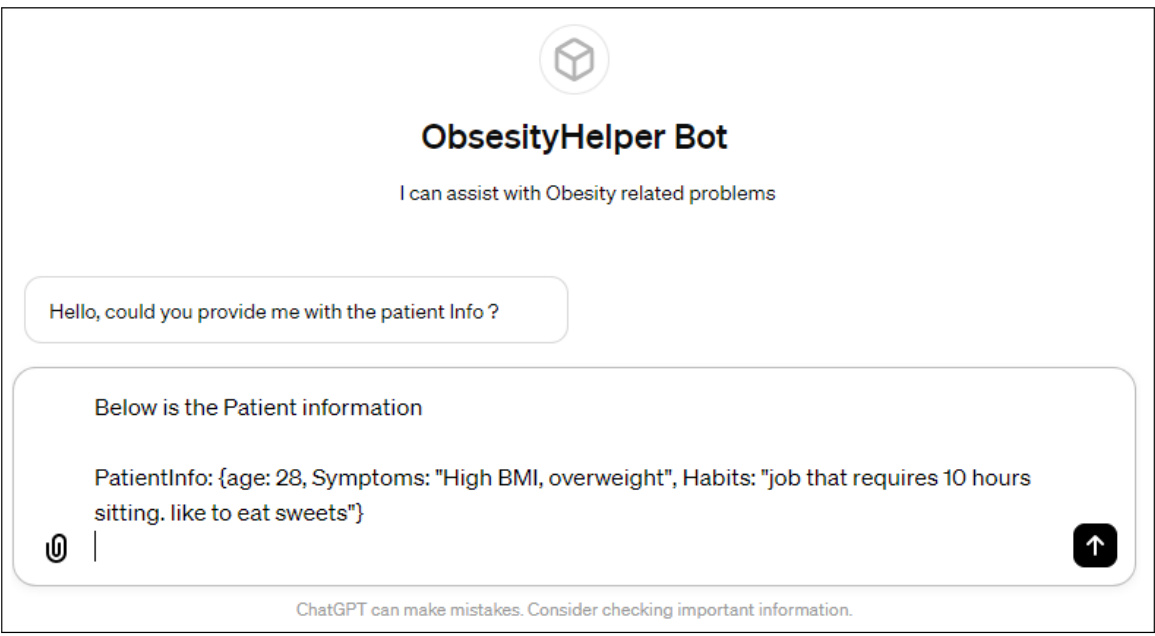 ObsesityHelper Bot
I can assist with Obesity related problems
Hello, could you provide me with the patient Info ?
Below is the Patient information
PatientInfo: {age: 28, Symptoms: "High BMI, overweight", Habits: "job that requires 10 hours
sitting. like to eat sweets"}
ChatGPT can make mistakes. Consider checking important information.